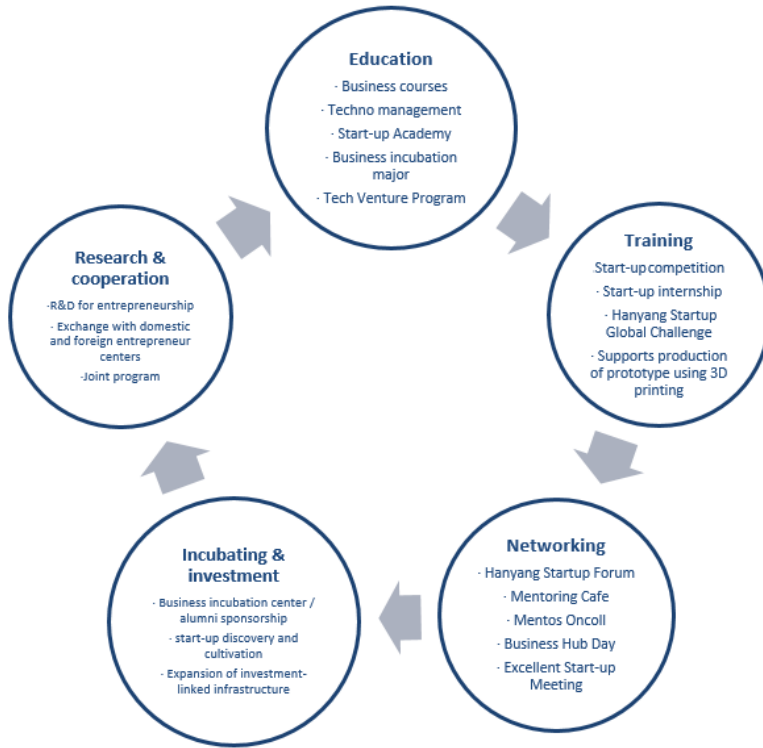 Education
· Business courses
· Techno management
· Start-up Academy
· Business incubation
major
· Tech Venture Program
Training
Start-up competition
· Start-up internship
· Hanyang Startup
Global Challenge
· Supports production
of prototype using 3D
printing
Networking
· Hanyang Startup Forum
· Mentoring Cafe
· Mentos Oncoll
· Business Hub Day
· Excellent Start-up
Meeting
Incubating &
investment
· Business incubation center /
alumni sponsorship
· start-up discovery and
cultivation
· Expansion of investment-
linked infrastructure
Research &
cooperation
·R&D for entrepreneurship
· Exchange with domestic
and foreign entrepreneur
centers
·Joint program